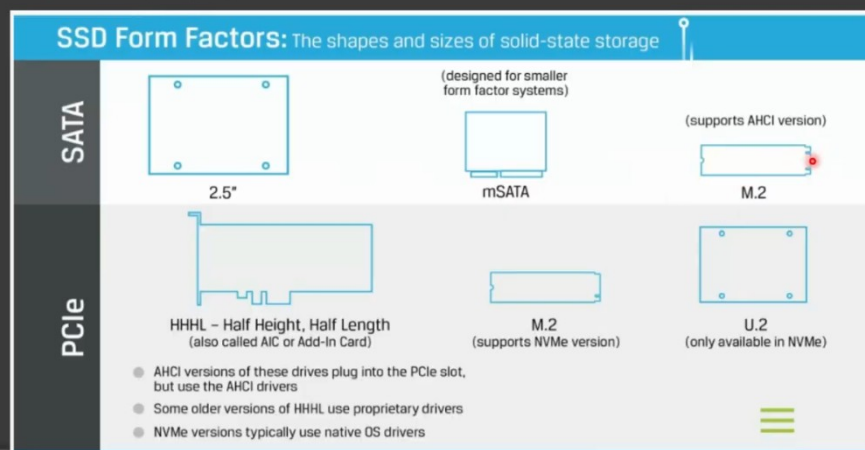 SSD Form Factors: The shapes and sizes of solid-state storage
SATA
2.5"
(designed for smaller
form factor systems)
mSATA
(supports AHCI version)
M.2
PCIe
HHHL – Half Height, Half Length
(also called AIC or Add-In Card)
M.2
(supports NVMe version)
U.2
(only available in NVMe)
AHCI versions of these drives plug into the PCIe slot,
but use the AHCI drivers
Some older versions of HHHL use proprietary drivers
NVMe versions typically use native OS drivers